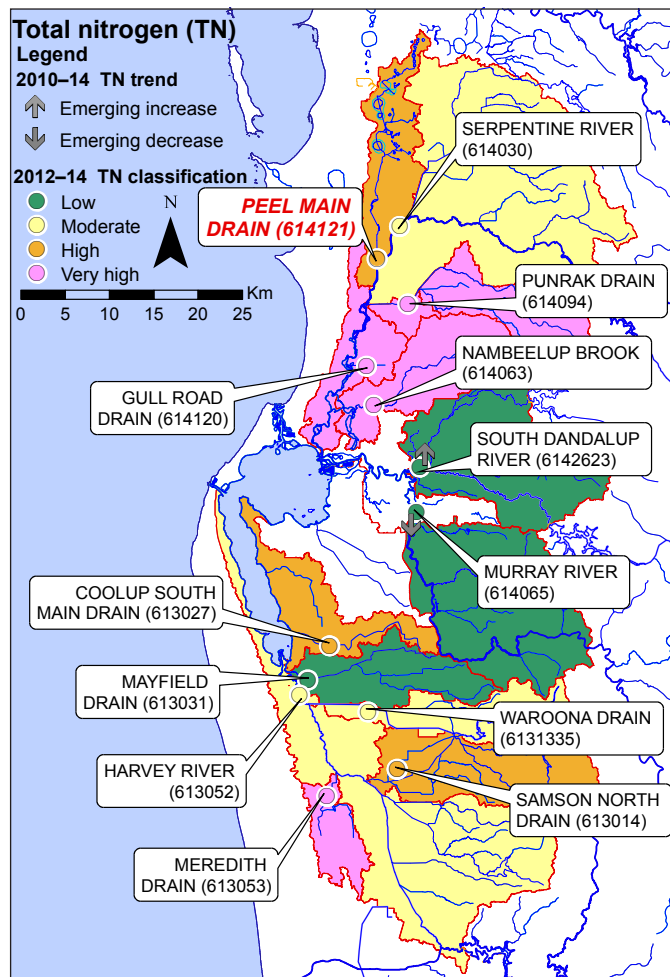 Total nitrogen (TN)
Legend
2010–14 TN trend
Emerging increase
Emerging decrease
2012–14 TN classification
Low
Moderate
High
Very high
N
Km
0 5 10 15 20 25
SERPENTINE RIVER
(614030)
PEEL MAIN
DRAIN (614121)
PUNRAK DRAIN
(614094)
NAMBEELUP BROOK
(614063)
GULL ROAD
DRAIN (614120)
SOUTH DANDALUP
RIVER (6142623)
MURRAY RIVER
(614065)
COOLUP SOUTH
MAIN DRAIN (613027)
MAYFIELD
DRAIN (613031)
WAROONA DRAIN
(6131335)
HARVEY RIVER
(613052)
SAMSON NORTH
DRAIN (613014)
MEREDITH
DRAIN (613053)